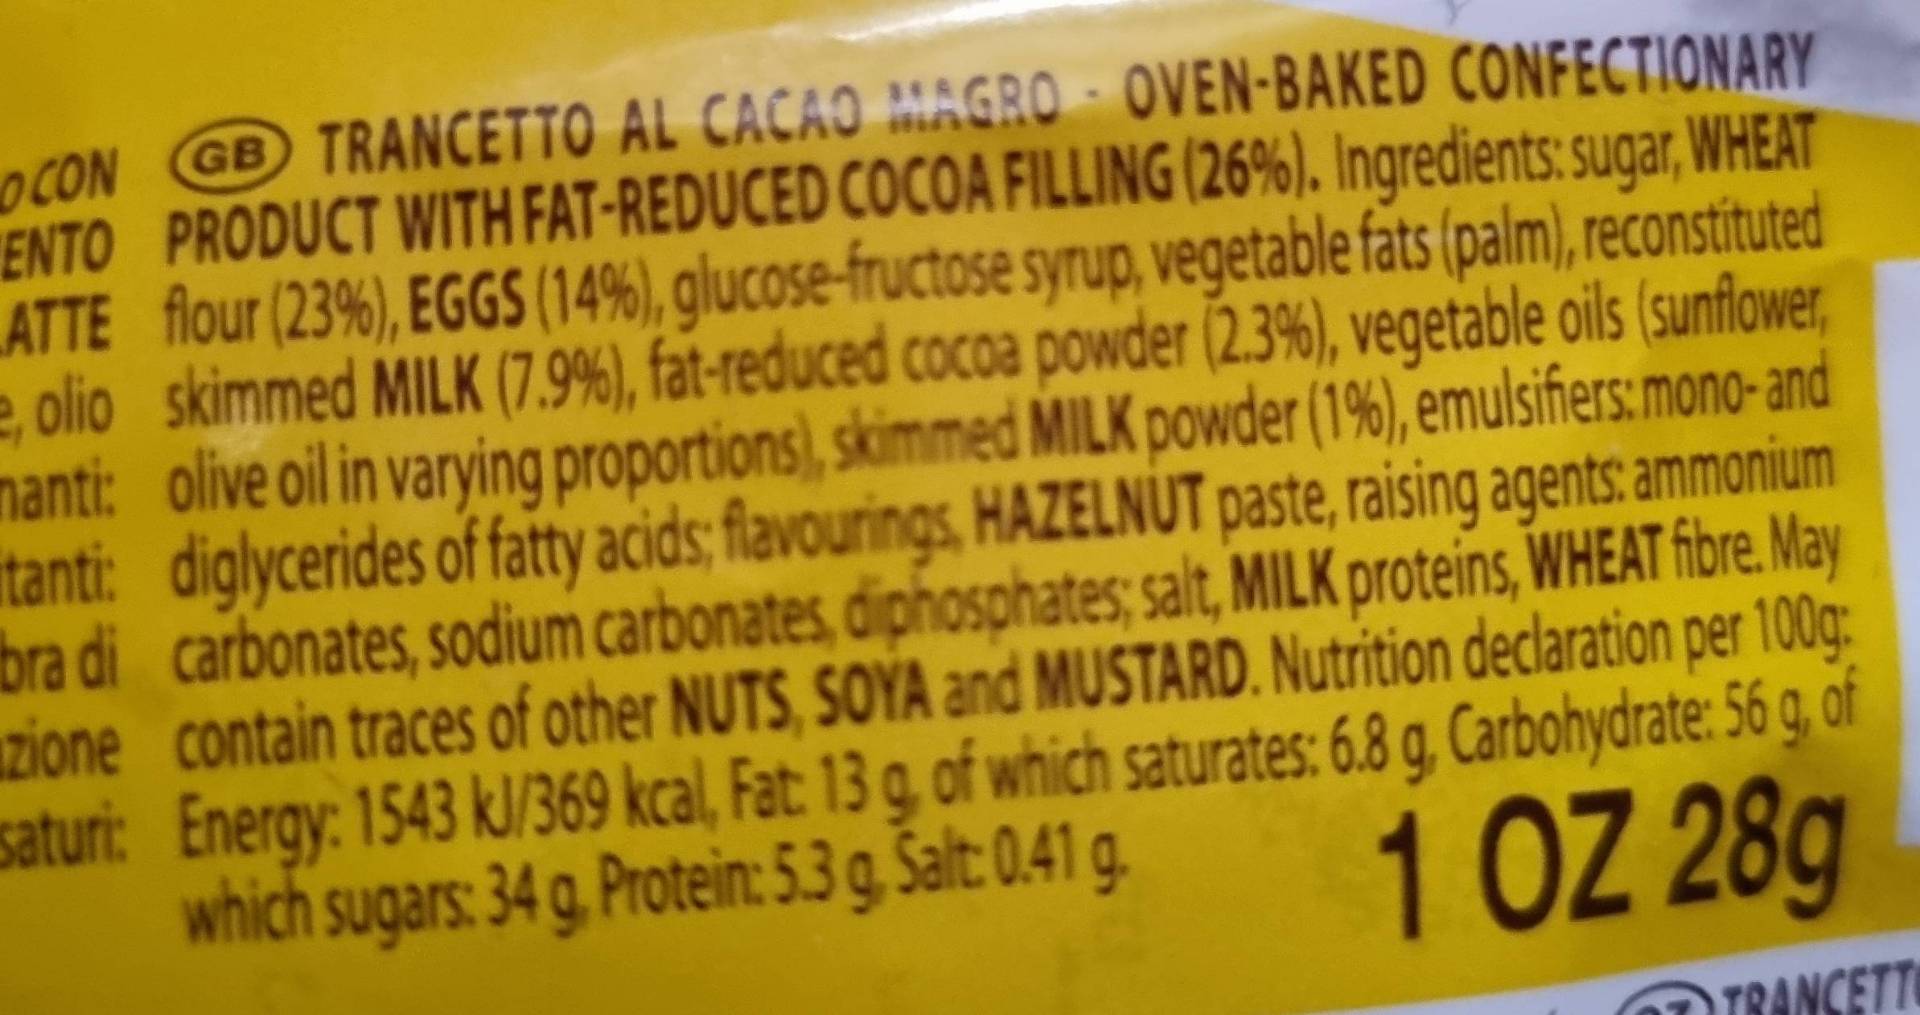 O CON
ENTO
LATTE
e, olio
nanti:
itanti:
bra di
zione
saturi:
GB TRANCETTO AL CACAO MAGRO - OVEN-BAKED CONFECTIONARY
PRODUCT WITH FAT-REDUCED COCOA FILLING (26%). Ingredients: sugar, WHEAT
flour (23%), EGGS (14%), glucose-fructose syrup, vegetable fats (palm), reconstituted
skimmed MILK (7.9%), fat-reduced cocoa powder (2.3%), vegetable oils (sunflower,
olive oil in varying proportions), skimmed MILK powder (1%), emulsifiers: mono- and
diglycerides of fatty acids; flavourings, HAZELNUT paste, raising agents: ammonium
carbonates, sodium carbonates, diphosphates; salt, MILK proteins, WHEAT fibre. May
contain traces of other NUTS, SOYA and MUSTARD. Nutrition declaration per 100g:
Energy: 1543 kJ/369 kcal, Fat: 13 g, of which saturates: 6.8 g, Carbohydrate: 56 g, of
which sugars: 34 g, Protein: 5.3 g, Salt: 0.41 g.
1 OZ 28g
TRANCETTO